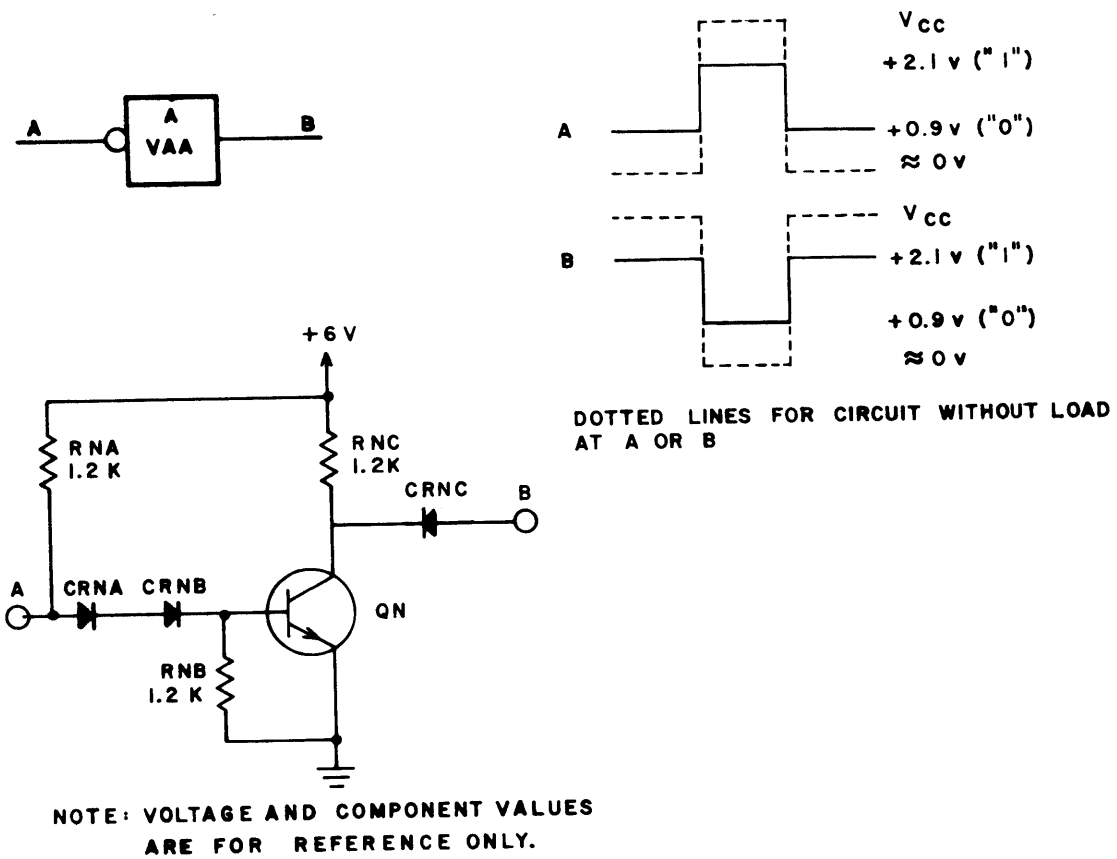 A
A
VAA
B
V CC
+2.1 v ("1")
A
+0.9 v ("0")
≈ 0 v
V CC
B
+2.1 v ("1")
+0.9 v ("0")
≈ 0 v
DOTTED LINES FOR CIRCUIT WITHOUT LOAD
AT A OR B
+6 V
RNA
1.2 K
RNC
1.2K
CRNC
B
A
CRNA
CRNB
QN
RNB
1.2 K
NOTE: VOLTAGE AND COMPONENT VALUES
ARE FOR REFERENCE ONLY.